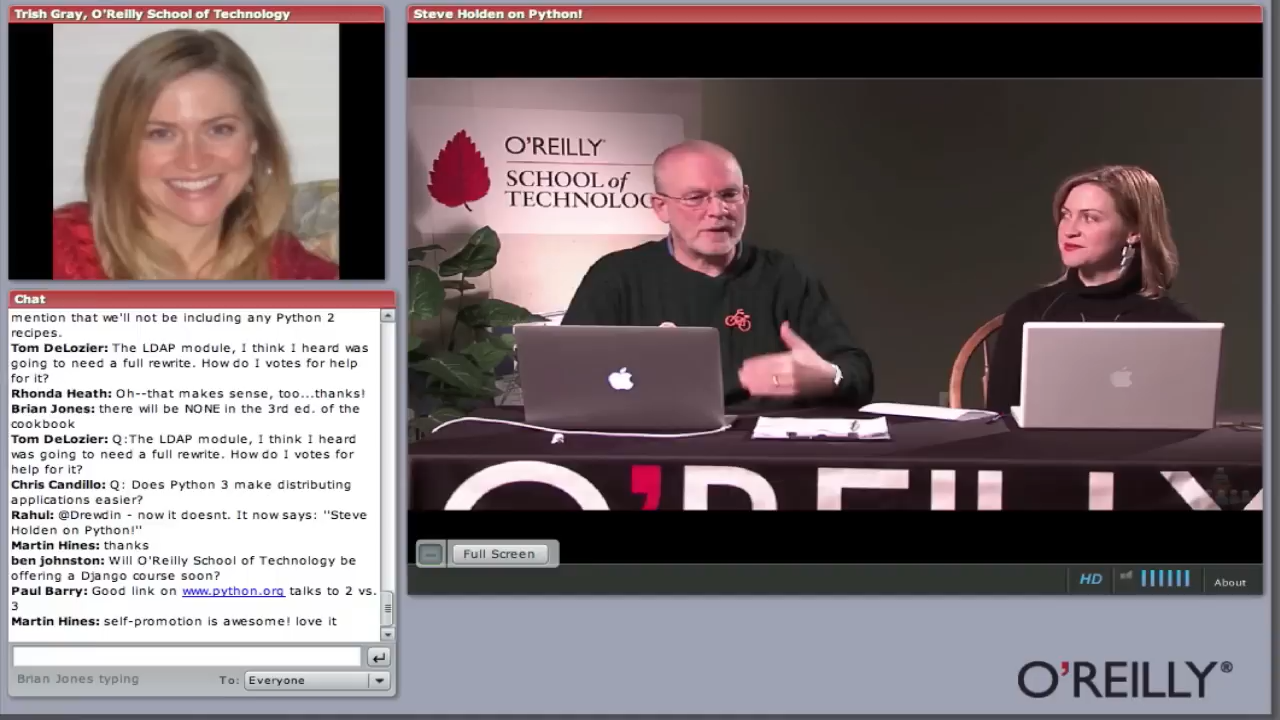 Trish Gray, O'Reilly School of Technology
Steve Holden on Python!
O'REILLY
SCHOOL of
TECHNOLOG
O'REILLY
Chat
mention that we'll not be including any Python 2
recipes.
Tom DeLozier: The LDAP module, I think I heard was
going to need a full rewrite. How do I votes for help
for it?
Rhonda Heath: Oh--that makes sense, too...thanks!
Brian Jones: there will be NONE in the 3rd ed. of the
cookbook
Tom DeLozier: Q:The LDAP module, I think I heard
was going to need a full rewrite. How do I votes for
help for it?
Chris Candillo: Q: Does Python 3 make distributing
applications easier?
Rahul: @Drewdin - now it doesnt. It now says: "Steve
Holden on Python!"
Martin Hines: thanks
ben johnston: Will O'Reilly School of Technology be
offering a Django course soon?
Paul Barry: Good link on www.python.org talks to 2 vs.
3
Martin Hines: self-promotion is awesome! love it
Brian Jones typing
To: Everyone
Full Screen
HD
About
O'REILLY®